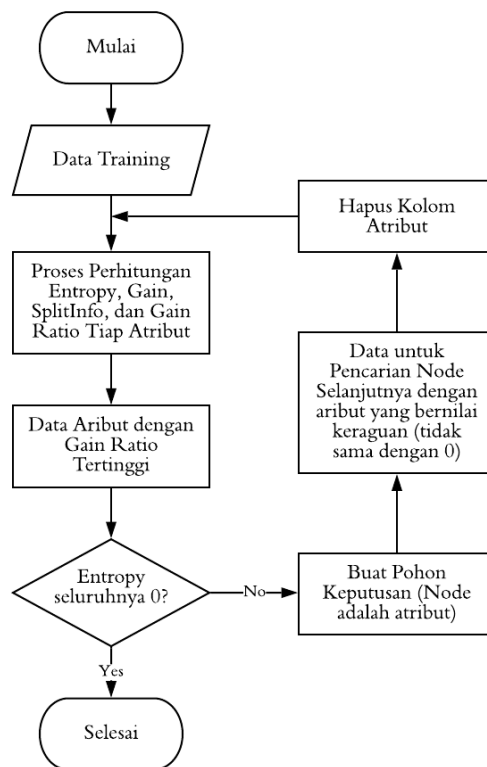 Mulai
Data Training
Proses Perhitungan
Entropy, Gain,
SplitInfo, dan Gain
Ratio Tiap Atribut
Data Aribut dengan
Gain Ratio
Tertinggi
Entropy
seluruhnya 0?
No
Yes
Selesai
Buat Pohon
Keputusan (Node
adalah atribut)
Data untuk
Pencarian Node
Selanjutnya dengan
aribut yang bernilai
keraguan (tidak
sama dengan 0)
Hapus Kolom
Atribut